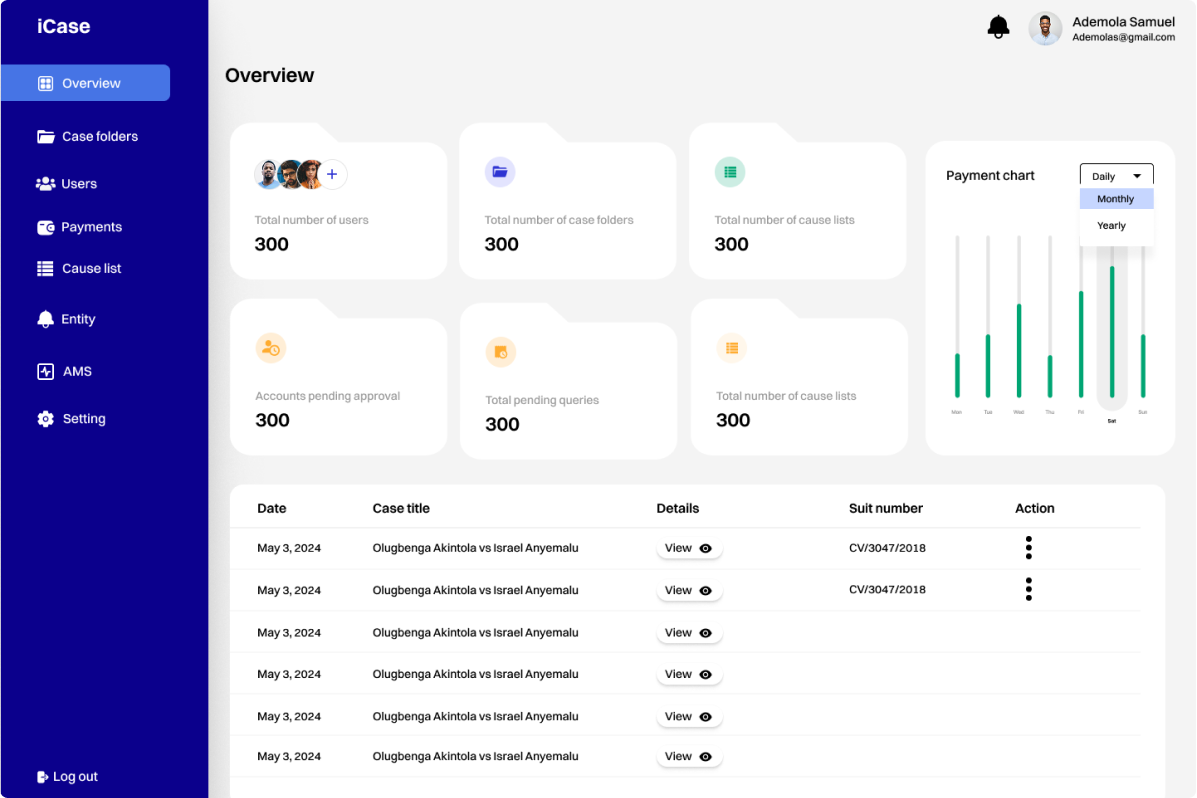 iCase
Overview
Case folders
Users
Payments
Cause list
Entity
AMS
Setting
Log out
Ademola Samuel
Ademolas@gmail.com
Overview
Total number of users
300
Total number of case folders
300
Total number of cause lists
300
Accounts pending approval
300
Total pending queries
300
Total number of cause lists
300
Payment chart
Daily
Monthly
Yearly
Mon Tue Wed Thu Fri Sat Sun
Date Case title Details Suit number Action
May 3, 2024 Olugbenga Akintola vs Israel Anyemalu View CV/3047/2018
May 3, 2024 Olugbenga Akintola vs Israel Anyemalu View CV/3047/2018
May 3, 2024 Olugbenga Akintola vs Israel Anyemalu View
May 3, 2024 Olugbenga Akintola vs Israel Anyemalu View
May 3, 2024 Olugbenga Akintola vs Israel Anyemalu View
May 3, 2024 Olugbenga Akintola vs Israel Anyemalu View